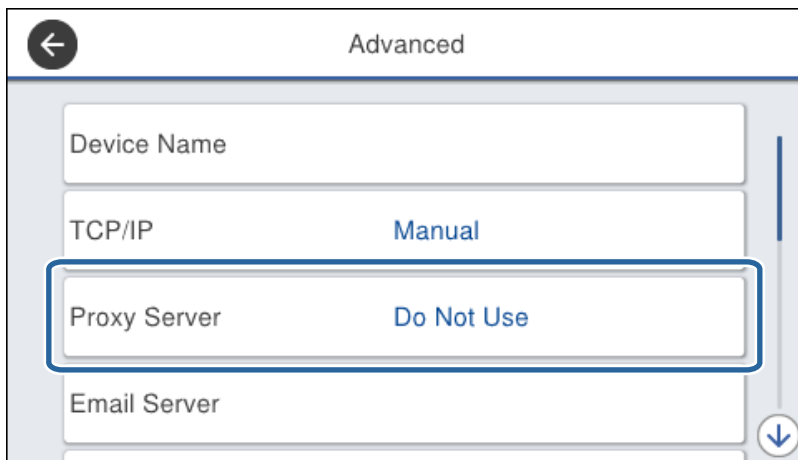 Advanced
Device Name
TCP/IP Manual
Proxy Server Do Not Use
Email Server